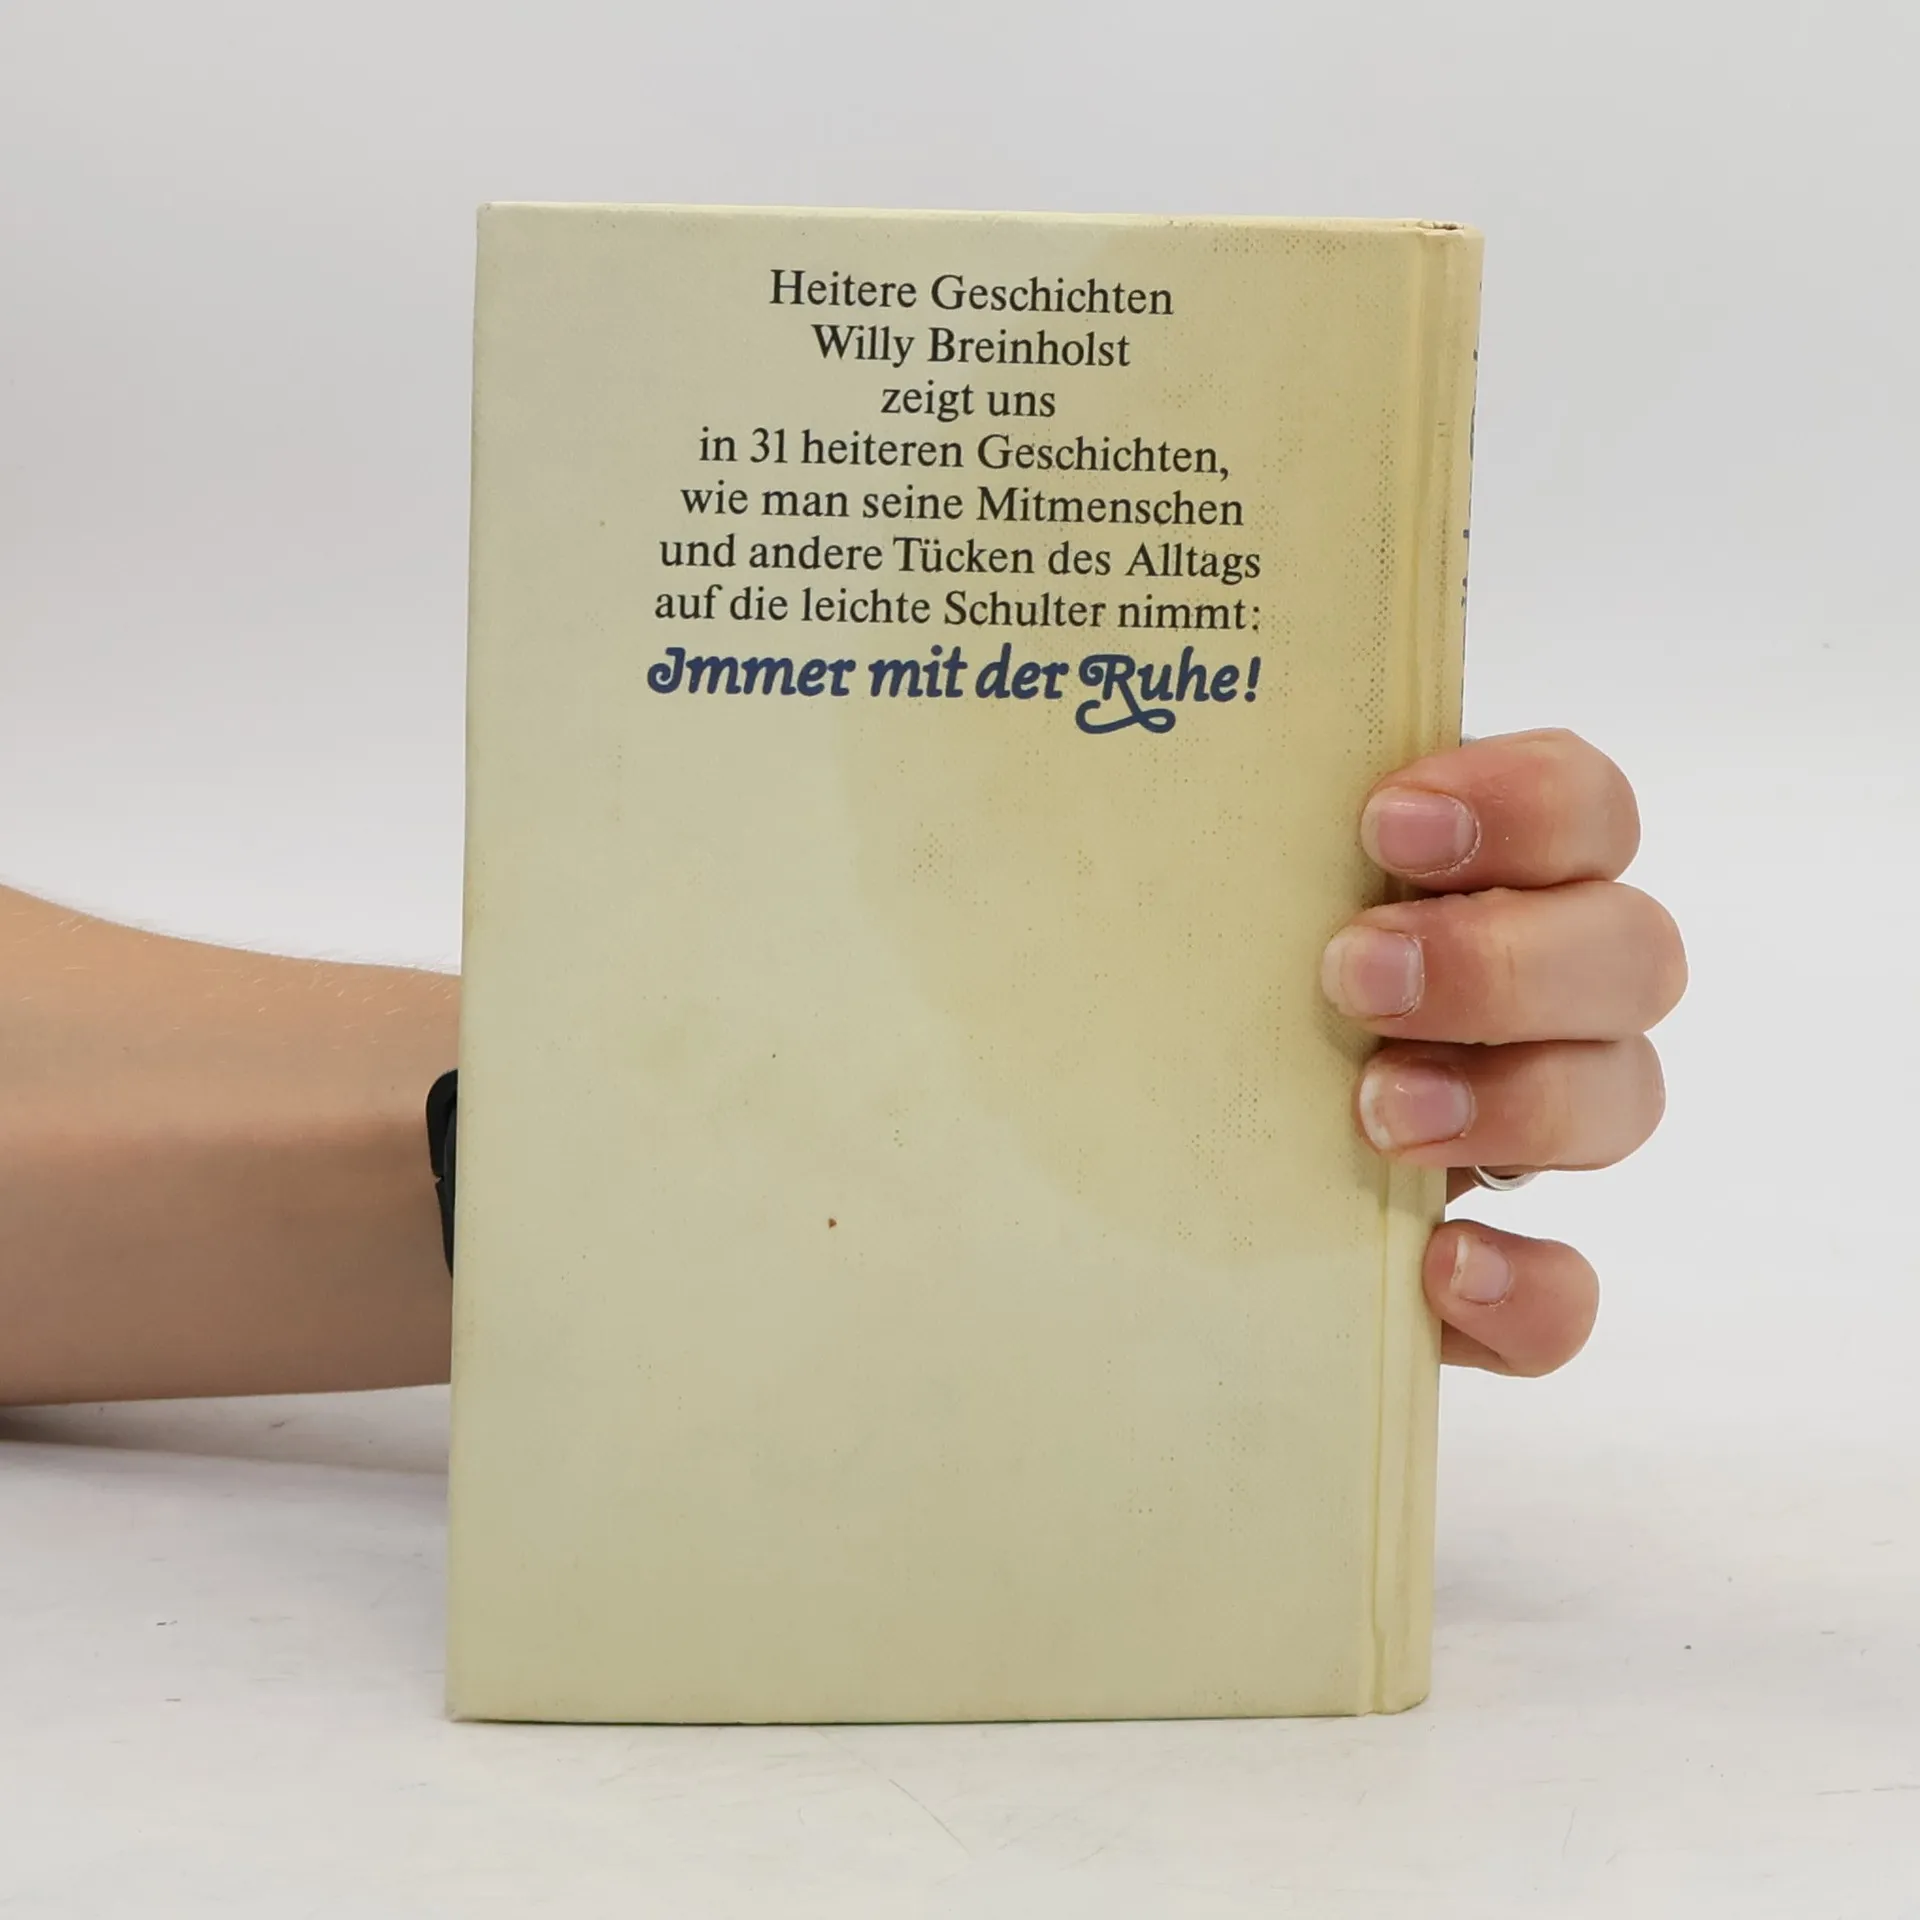 Heitere Geschichten
Willy Breinholst
zeigt uns
in 31 heiteren Geschichten,
wie man seine Mitmenschen
und andere Tücken des Alltags
auf die leichte Schulter nimmt:
Immer mit der Ruhe!